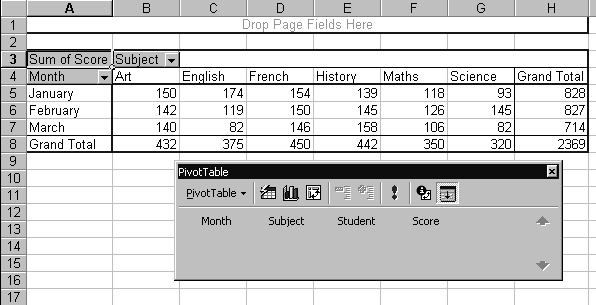 A B C D E F G H
1 Drop Page Fields Here
2
3 Sum of Score Subject
4 Month Art English French History Maths Science Grand Total
5 January 150 174 154 139 118 93 828
6 February 142 119 150 145 126 145 827
7 March 140 82 146 158 106 82 714
8 Grand Total 432 375 450 442 350 320 2369
9
10 PivotTable
11 PivotTable
12
13 Month Subject Student Score
14
15
16
17